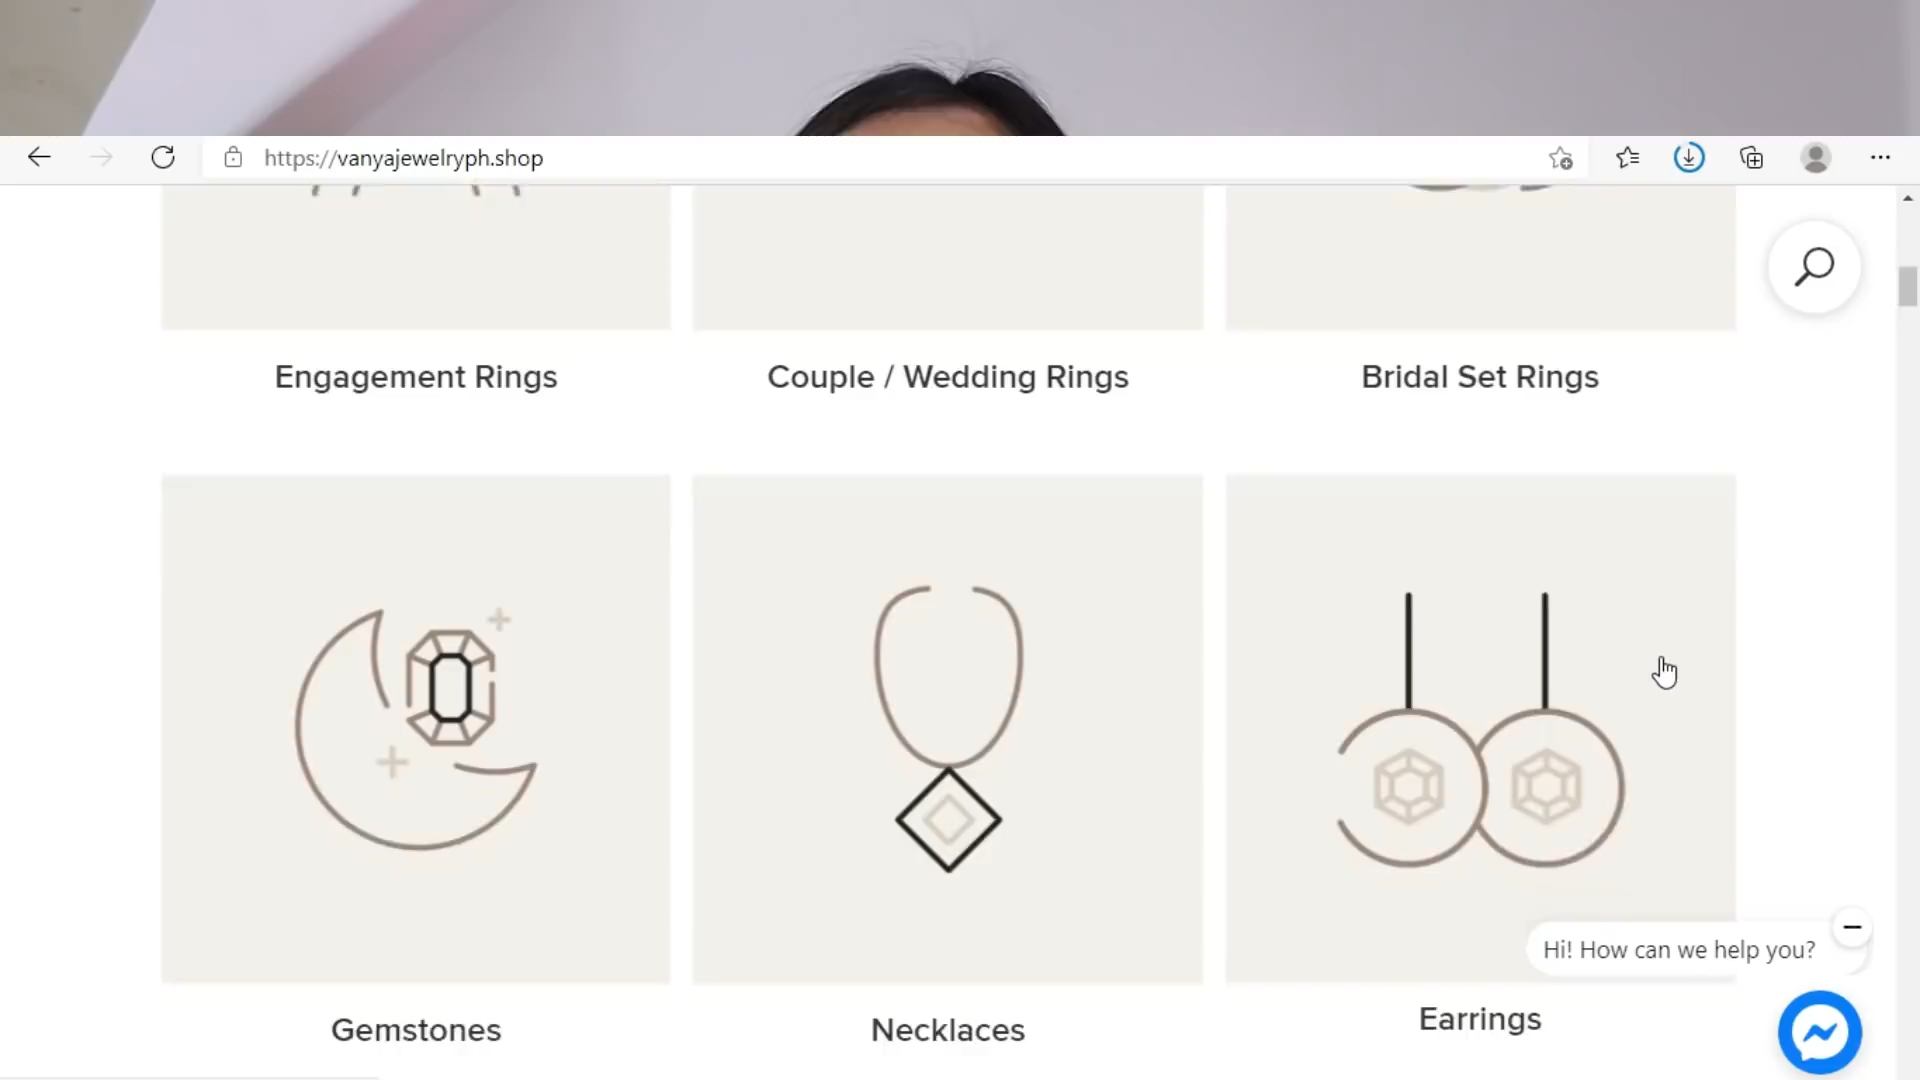 https://vanyajewelryph.shop
Engagement Rings
Couple / Wedding Rings
Bridal Set Rings
Hi! How can we help you?
Gemstones
Necklaces
Earrings